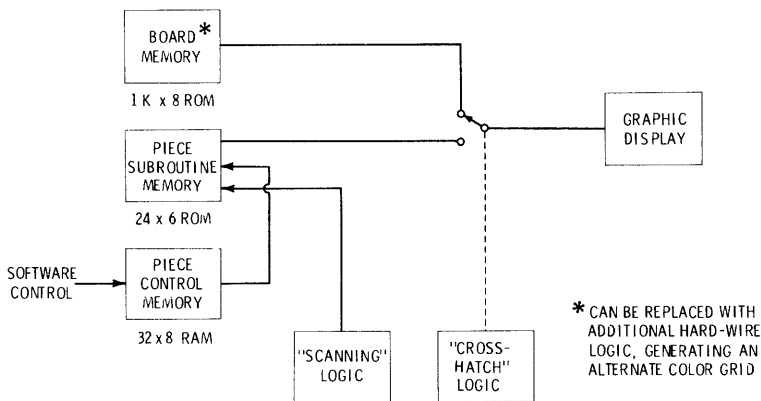 BOARD *
MEMORY
1 K x 8 ROM
PIECE
SUBROUTINE
MEMORY
24 x 6 ROM
SOFTWARE
CONTROL
PIECE
CONTROL
MEMORY
32 x 8 RAM
"SCANNING"
LOGIC
"CROSS-
HATCH"
LOGIC
GRAPHIC
DISPLAY
* CAN BE REPLACED WITH
ADDITIONAL HARD-WIRE
LOGIC, GENERATING AN
ALTERNATE COLOR GRID